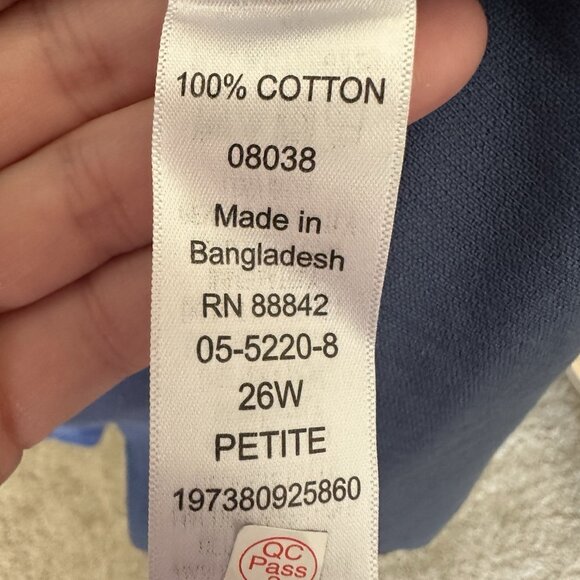 100% COTTON
08038
Made in
Bangladesh
RN 88842
05-5220-8
26W
PETITE
197380925860
QC
Pass